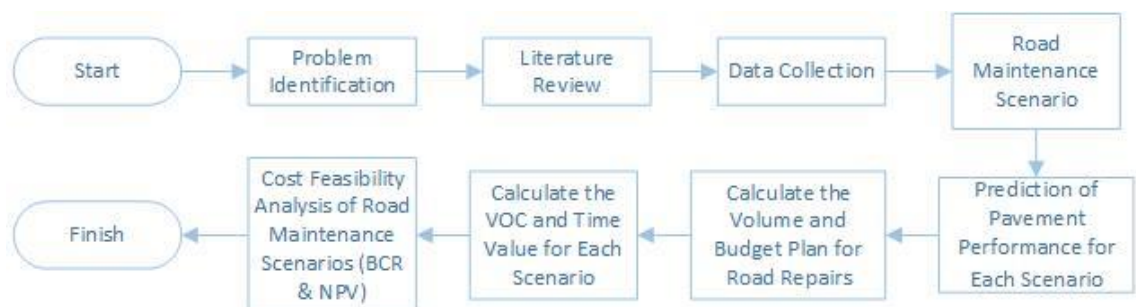 Start
Problem
Identification
Literature
Review
Data Collection
Road
Maintenance
Scenario
Prediction of
Pavement
Performance for
Each Scenario
Calculate the
Volume and
Budget Plan for
Road Repairs
Calculate the
VOC and Time
Value for Each
Scenario
Cost Feasibility
Analysis of Road
Maintenance
Scenarios (BCR
& NPV)
Finish